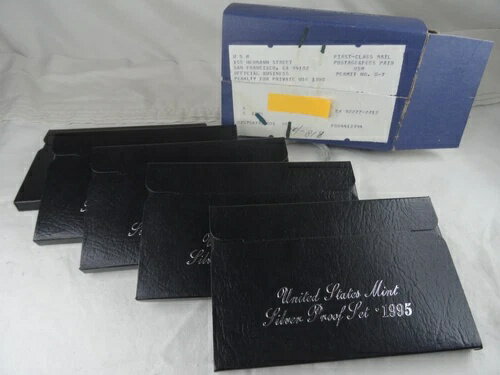 U S M
155 HERMANN STREET
SAN FRANCISCO, CA 94102
OFFICIAL BUSINESS
PENALTY FOR PRIVATE USE $300
FIRST-CLASS MAIL
POSTAGE&FEES PAID
USM
PERMIT NO. G-7
United States Mint
Silver Proof Set • 1995